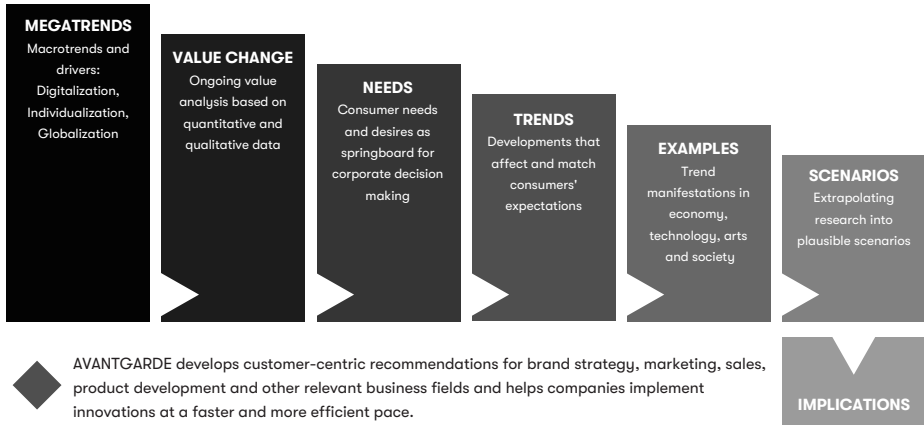 MEGATRENDS
Macrotrends and
drivers:
Digitalization,
Individualization,
Globalization
VALUE CHANGE
Ongoing value
analysis based on
quantitative and
qualitative data
NEEDS
Consumer needs
and desires as
springboard for
corporate decision
making
TRENDS
Developments that
affect and match
consumers'
expectations
EXAMPLES
Trend
manifestations in
economy,
technology, arts
and society
SCENARIOS
Extrapolating
research into
plausible scenarios
AVANTGARDE develops customer-centric recommendations for brand strategy, marketing, sales,
product development and other relevant business fields and helps companies implement
innovations at a faster and more efficient pace.
IMPLICATIONS